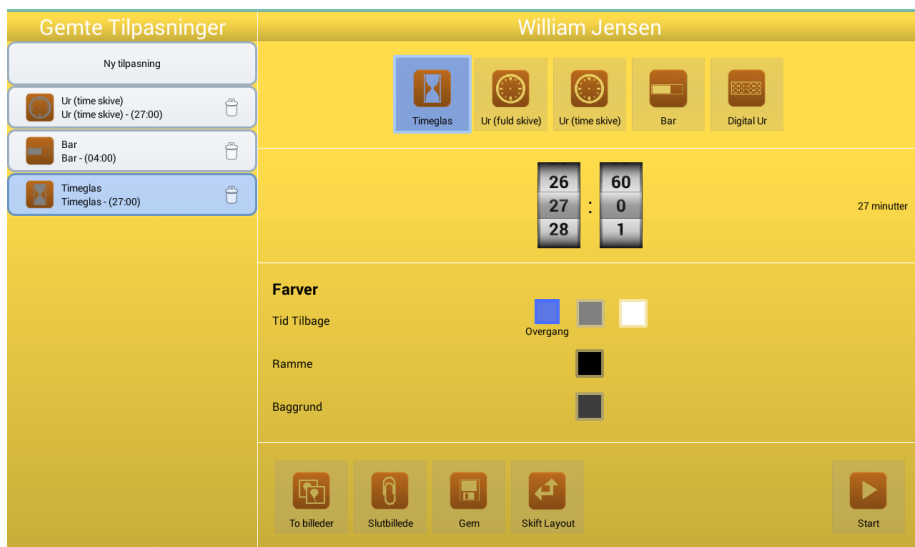 Gemte Tilpasninger
Ny tilpasning
Ur (time skive)
Ur (time skive) - (27:00)
Bar
Bar - (04:00)
Timeglas
Timeglas - (27:00)
William Jensen
Timeglas
Ur (fuld skive)
Ur (time skive)
Bar
Digital Ur
26 60
27 : 0
28 1
27 minutter
Farver
Tid Tilbage
Overgang
Ramme
Baggrund
To billeder
Slutbillede
Gem
Skift Layout
Start